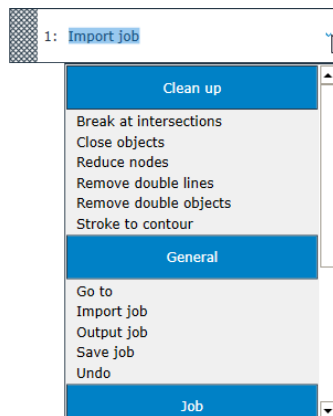 1: Import job
Clean up
Break at intersections
Close objects
Reduce nodes
Remove double lines
Remove double objects
Stroke to contour
General
Go to
Import job
Output job
Save job
Undo
Job